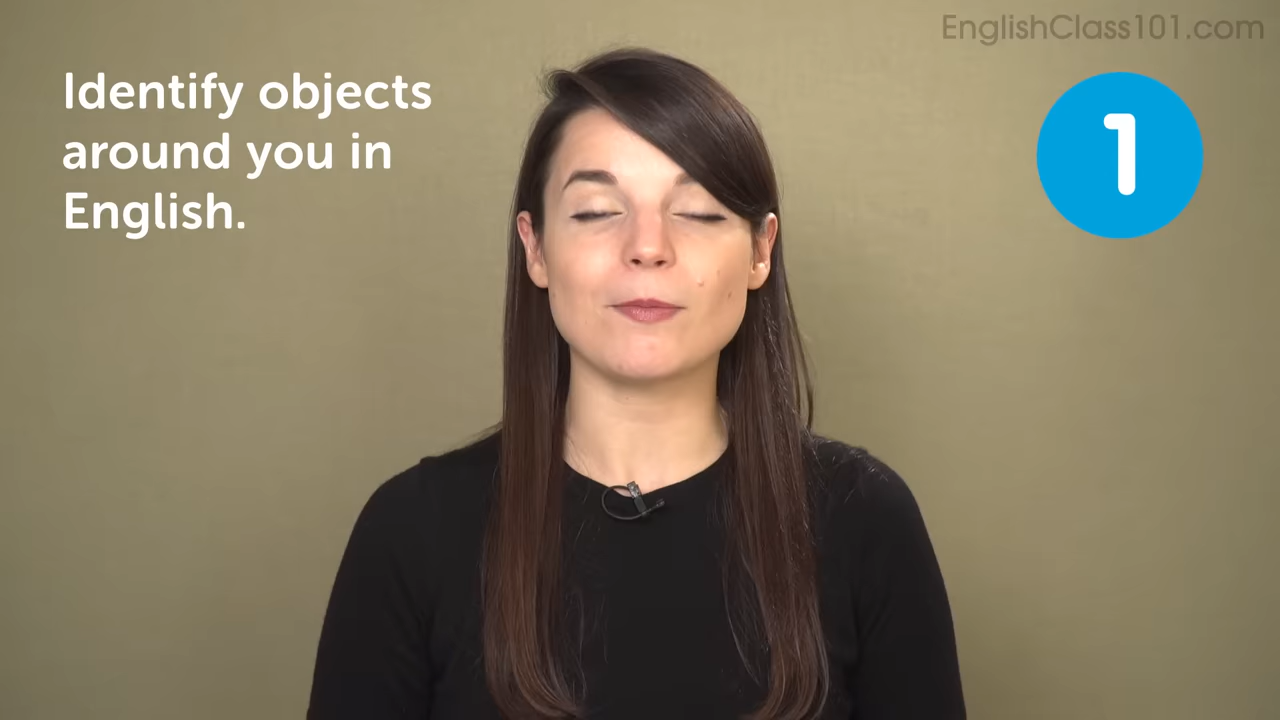 EnglishClass101.com
Identify objects
around you in
English.
1